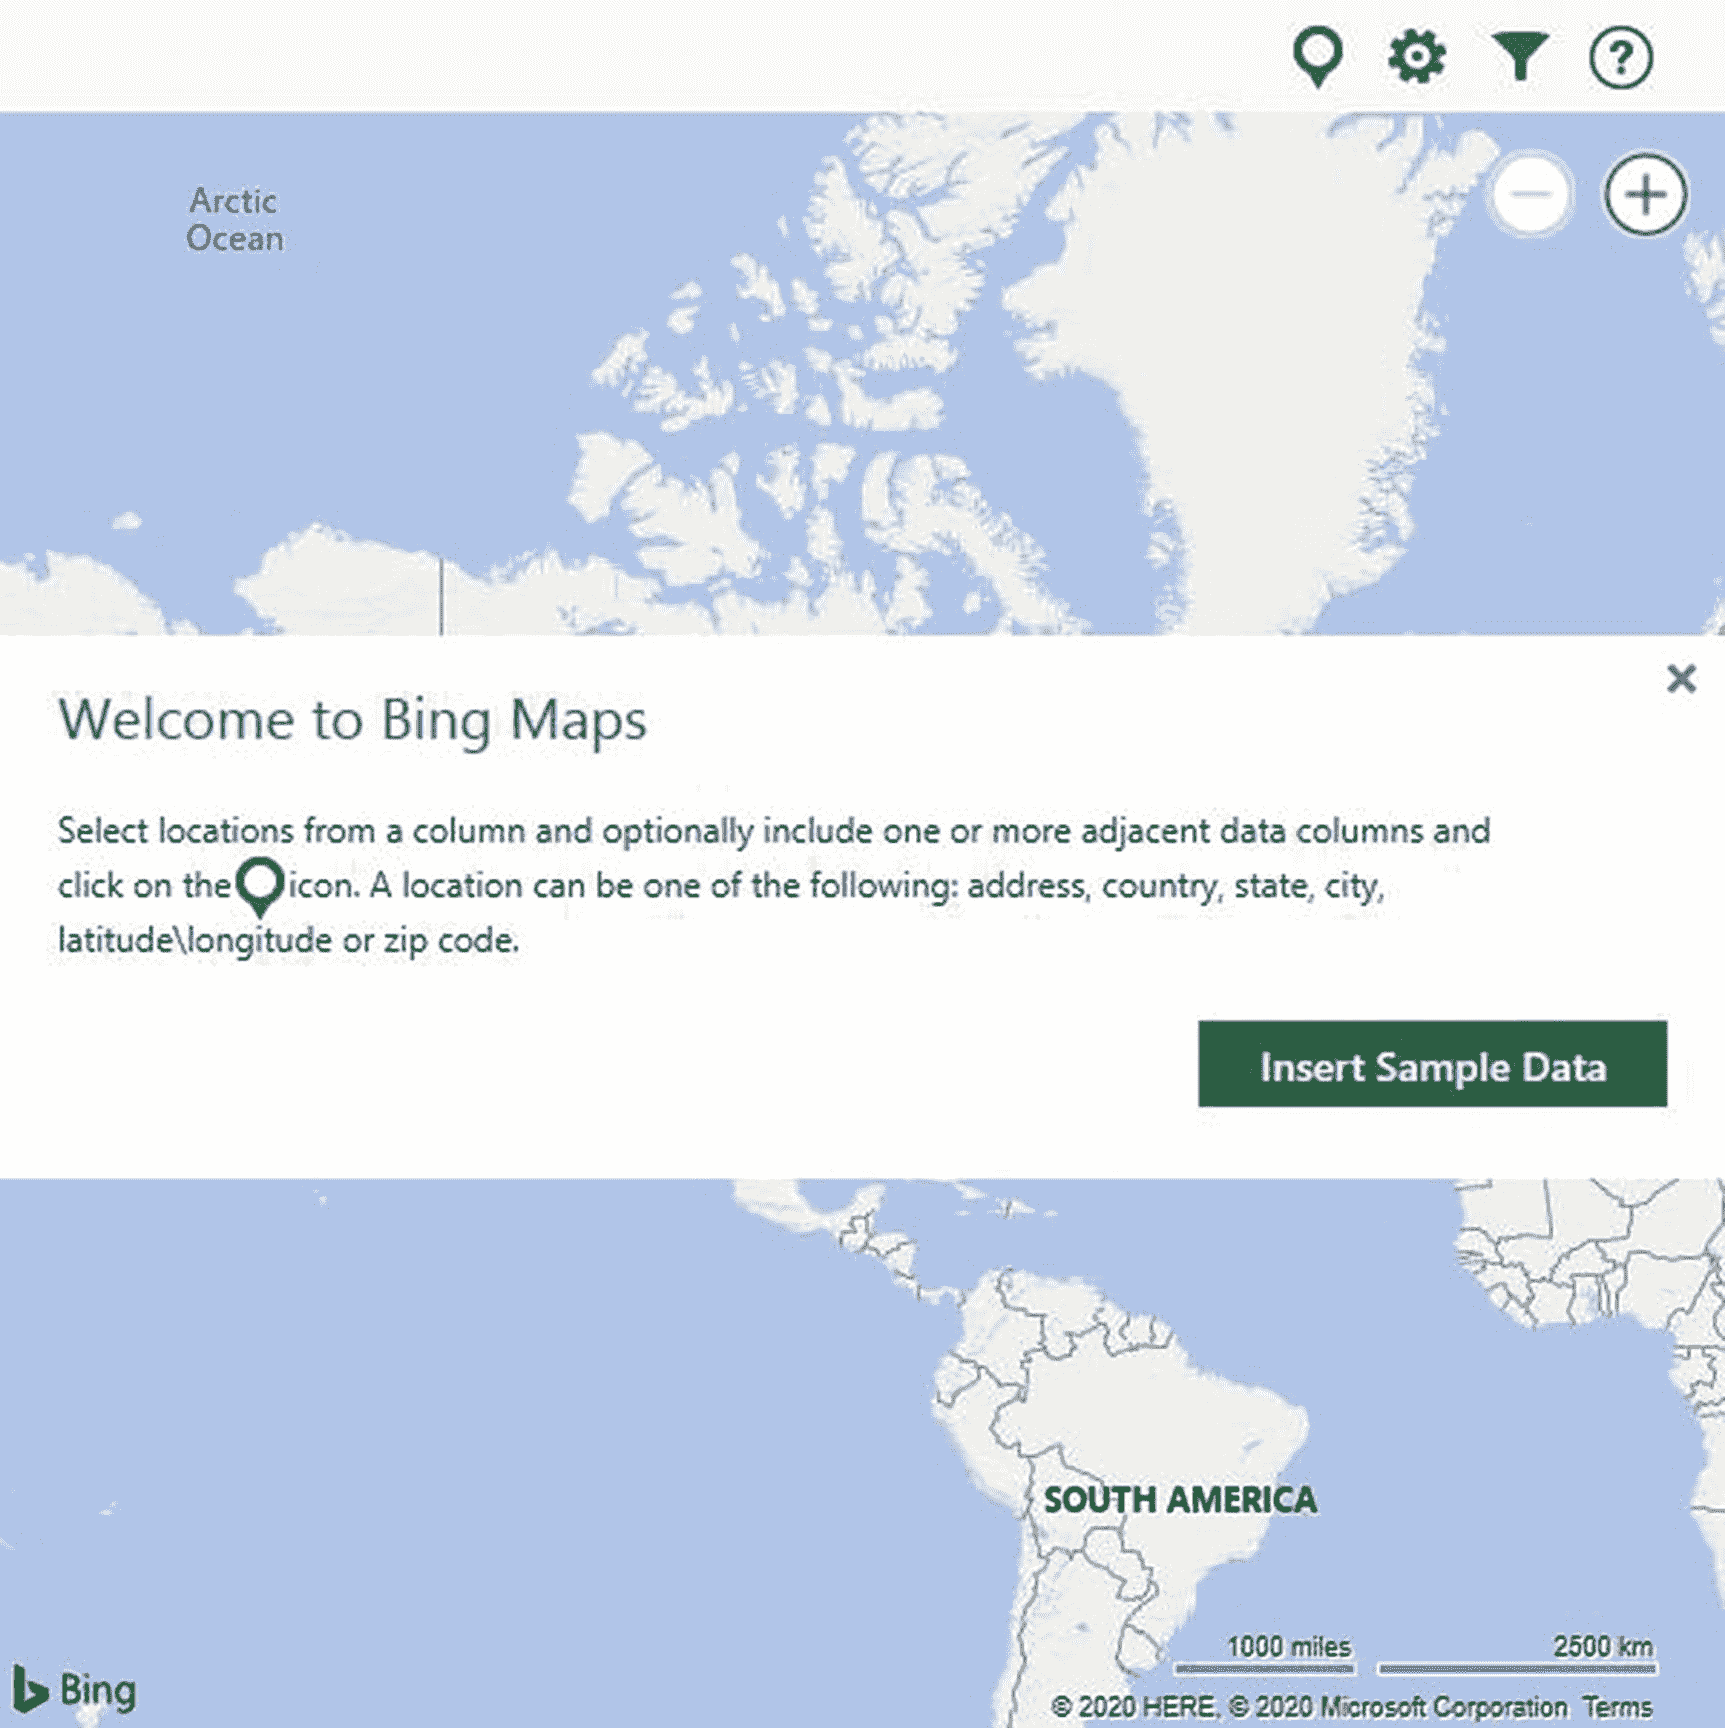 ?
Arctic
Ocean
Welcome to Bing Maps
Select locations from a column and optionally include one or more adjacent data columns and
click on the icon. A location can be one of the following: address, country, state, city,
latitude\longitude or zip code.
Insert Sample Data
SOUTH AMERICA
1000 miles 2500 km
Bing
© 2020 HERE, © 2020 Microsoft Corporation Terms